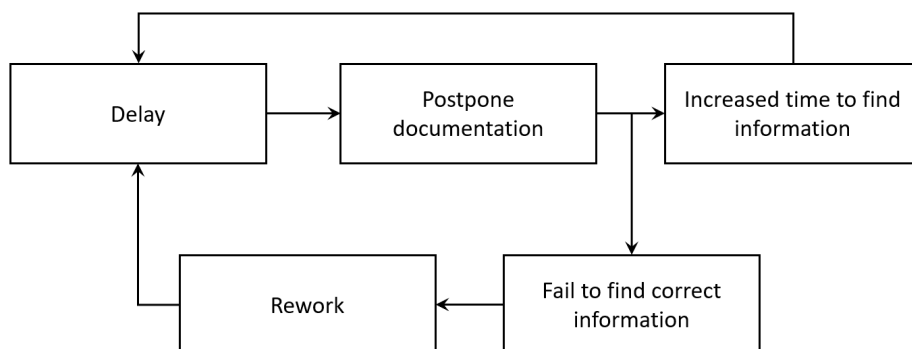 Delay
Postpone
documentation
Increased time to find
information
Rework
Fail to find correct
information